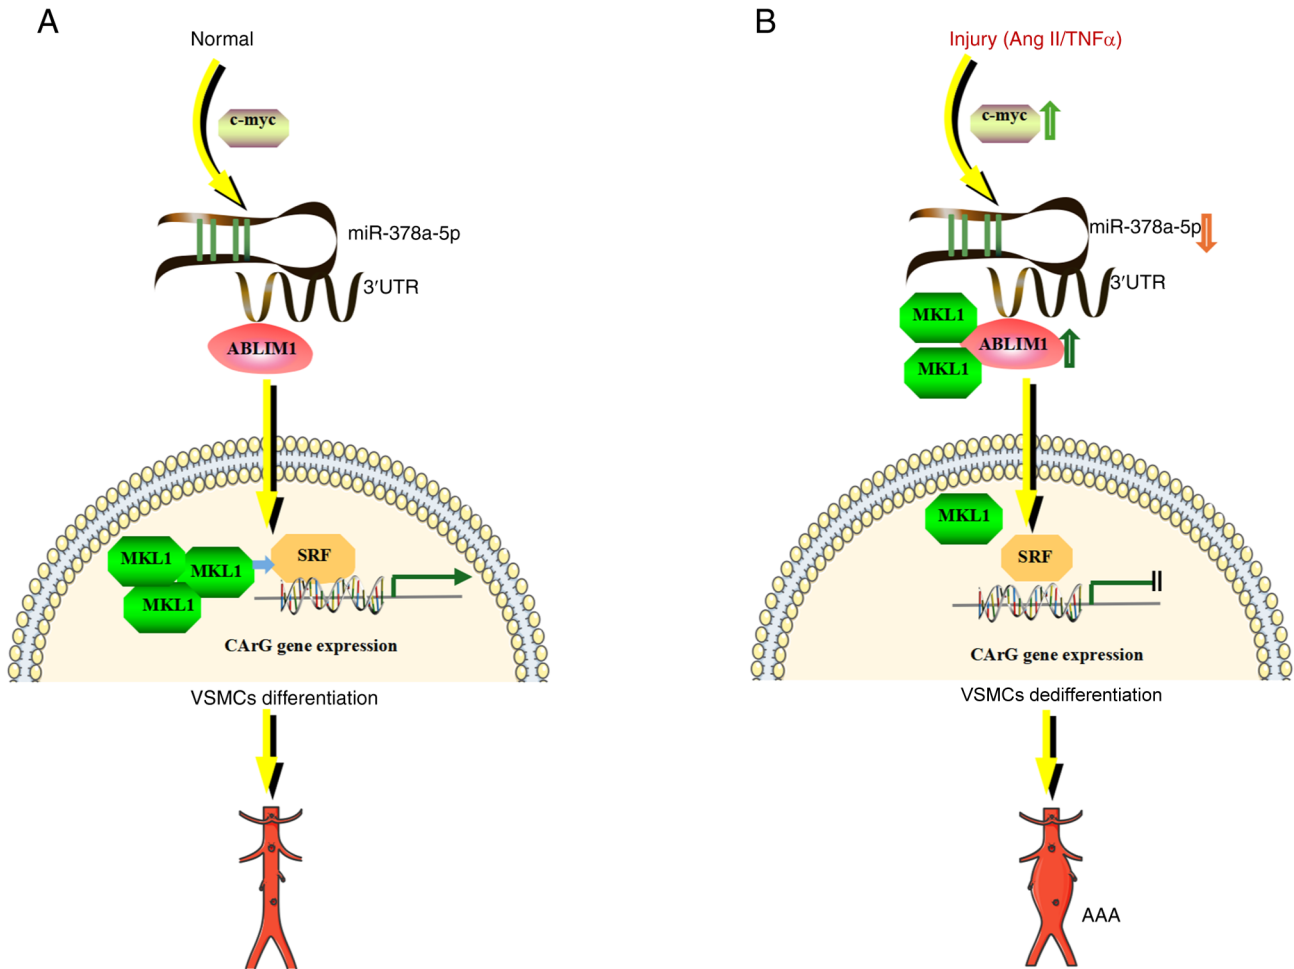 A
Normal
c-myc
miR-378a-5p
3′UTR
ABLIM1
MKL1
MKL1
MKL1
SRF
CArG gene expression
VSMCs differentiation
B
Injury (Ang II/TNFα)
c-myc
miR-378a-5p
3′UTR
MKL1
ABLIM1
MKL1
MKL1
SRF
CArG gene expression
VSMCs dedifferentiation
AAA